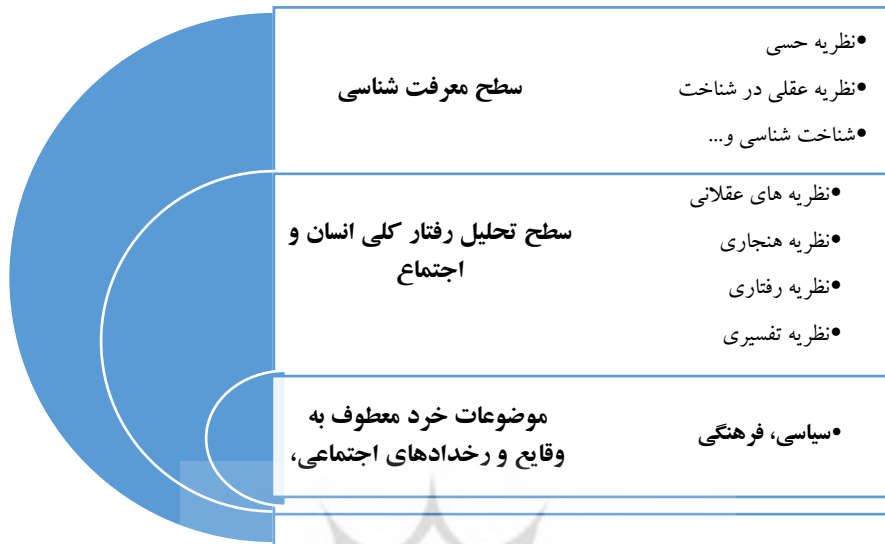 سطح معرفت شناسی
•نظریه حسی
•نظریه عقلی در شناخت
•شناخت شناسی و...
سطح تحلیل رفتار کلی انسان و
اجتماع
•نظریه های عقلانی
•نظریه هنجاری
•نظریه رفتاری
•نظریه تفسیری
موضوعات خرد معطوف به
وقایع و رخدادهای اجتماعی،
•سیاسی، فرهنگی